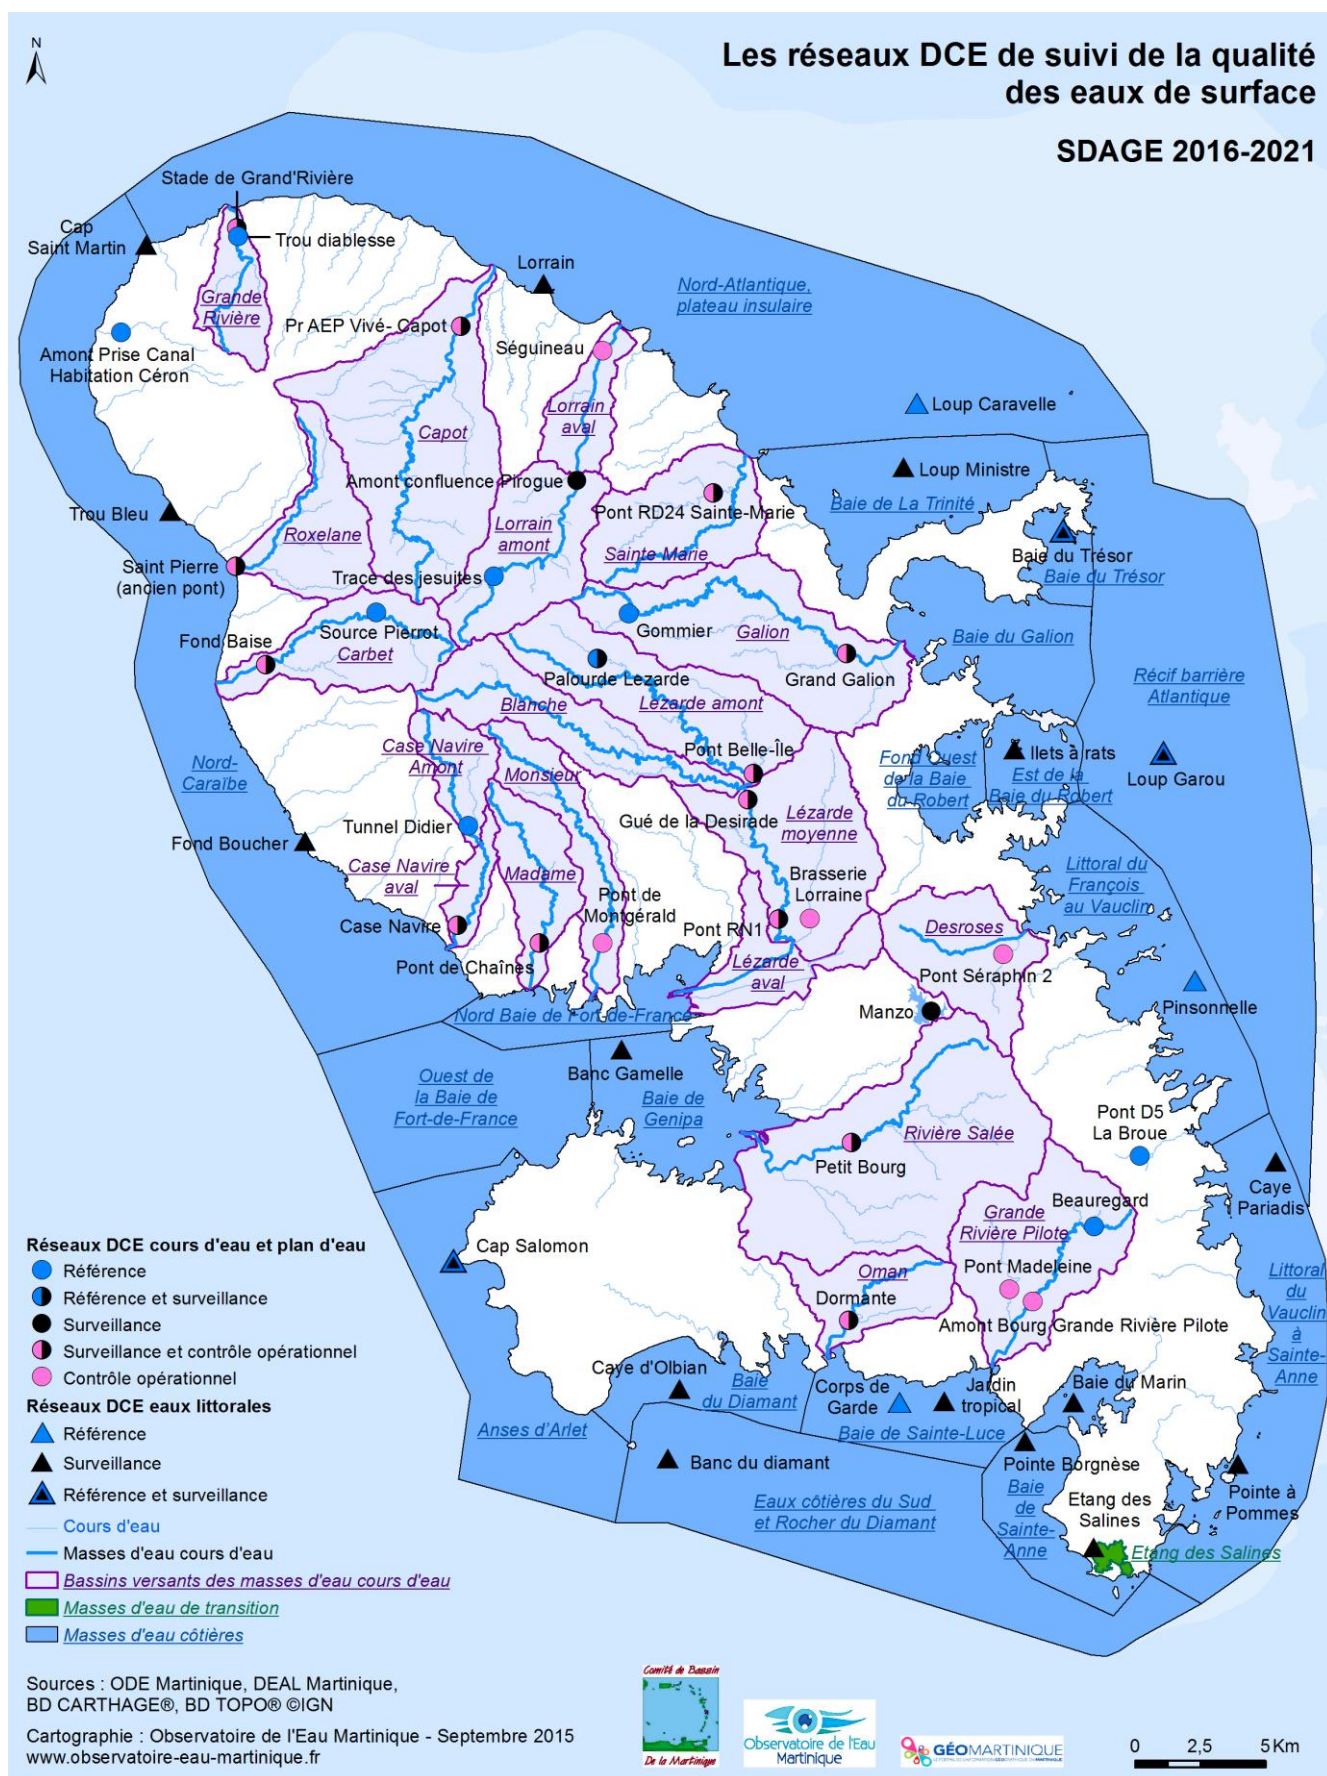 N
Les réseaux DCE de suivi de la qualité
des eaux de surface
SDAGE 2016-2021
Stade de Grand'Rivière
Cap
Saint Martin
Trou diablesse
Lorrain
Nord-Atlantique,
plateau insulaire
Grande
Rivière
Pr AEP Vivé- Capot
Amont Prise Canal
Habitation Céron
Séguineau
Loup Caravelle
Lorrain
aval
Capot
Loup Ministre
Amont confluence Pirogue
Baie de La Trinité
Pont RD24 Sainte-Marie
Trou Bleu
Roxelane
Lorrain
amont
Sainte Marie
Baie du Trésor
Baie du Trésor
Saint Pierre
(ancien pont)
Trace des jesuites
Fond Baise
Source Pierrot
Carbet
Gommier
Galion
Baie du Galion
Palourde Lezarde
Grand Galion
Récif barrière
Atlantique
Blanche
Lézarde amont
Case Navire
Amont
Monsieur
Pont Belle-Île
Nord-
Caraïbe
Fond Ouest
de la Baie
du Robert
Ilets à rats
Est de la
Baie du Robert
Loup Garou
Gué de la Desirade
Lézarde
moyenne
Tunnel Didier
Fond Boucher
Case Navire
aval
Madame
Brasserie
Lorraine
Littoral du
François
au Vauclin
Pont de
Montgérald
Case Navire
Pont RN1
Desroses
Pont de Chaînes
Lézarde
aval
Pont Séraphin 2
Nord Baie de Fort-de-France
Manzo
Pinsonnelle
Banc Gamelle
Ouest de
la Baie de
Fort-de-France
Baie de
Genipa
Pont D5
La Broue
Rivière Salée
Petit Bourg
Caye
Pariadis
Beauregard
Grande
Rivière Pilote
Cap Salomon
Pont Madeleine
Oman
Dormante
Amont Bourg Grande Rivière Pilote
Littoral
du
Vauclin
à
Sainte-
Anne
Caye d'Olbian
Baie
du Diamant
Corps de
Garde
Jardin
tropical
Baie du Marin
Anses d'Arlet
Baie de Sainte-Luce
Banc du diamant
Pointe Borgnèse
Baie
de
Sainte-
Anne
Pointe à
Pommes
Etang des
Salines
Eaux côtières du Sud
et Rocher du Diamant
Etang des Salines
Réseaux DCE cours d'eau et plan d'eau
Référence
Référence et surveillance
Surveillance
Surveillance et contrôle opérationnel
Contrôle opérationnel
Réseaux DCE eaux littorales
Référence
Surveillance
Référence et surveillance
Cours d'eau
Masses d'eau cours d'eau
Bassins versants des masses d'eau cours d'eau
Masses d'eau de transition
Masses d'eau côtières
Sources : ODE Martinique, DEAL Martinique,
BD CARTHAGE®, BD TOPO® ©IGN
Cartographie : Observatoire de l'Eau Martinique - Septembre 2015
www.observatoire-eau-martinique.fr
Comité de Bassin
De la Martinique
Observatoire de l'Eau
Martinique
GÉOMARTINIQUE
0 2,5 5 Km